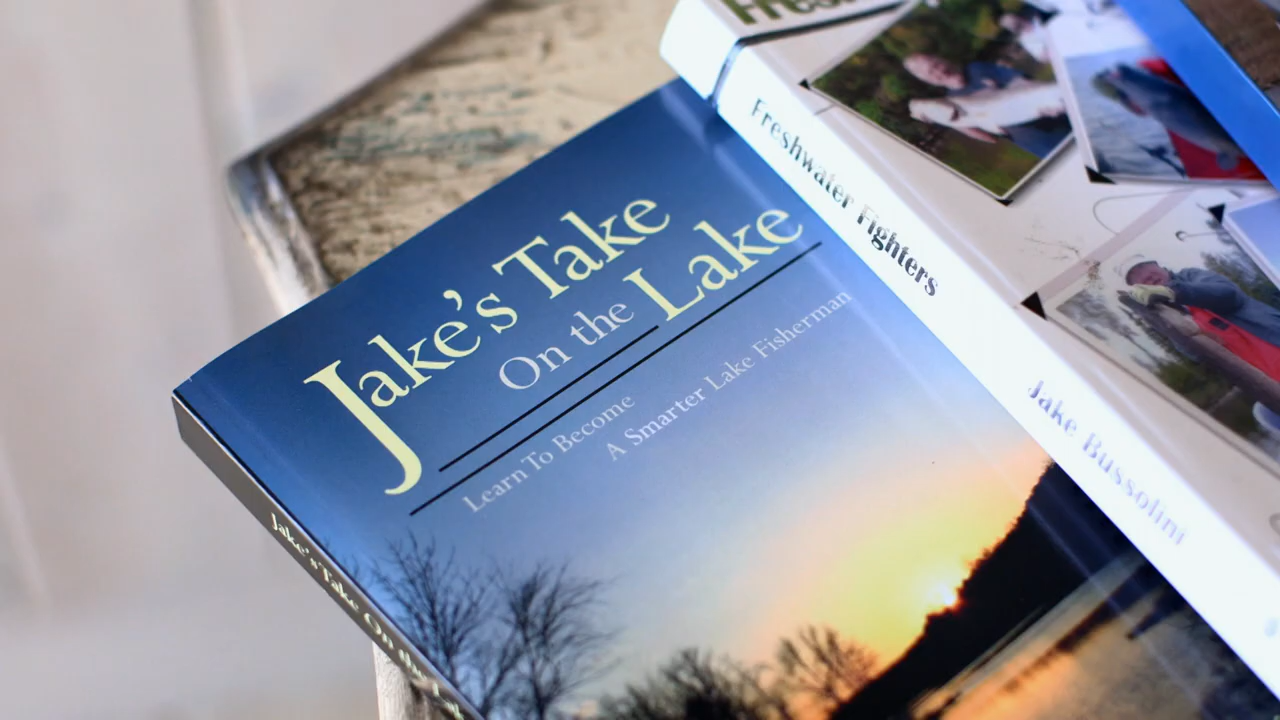 Jake's Take
On the Lake
Learn To Become
A Smarter Lake Fisherman
Jake's Take On the
Freshwater Fighters
Jake Bussolini